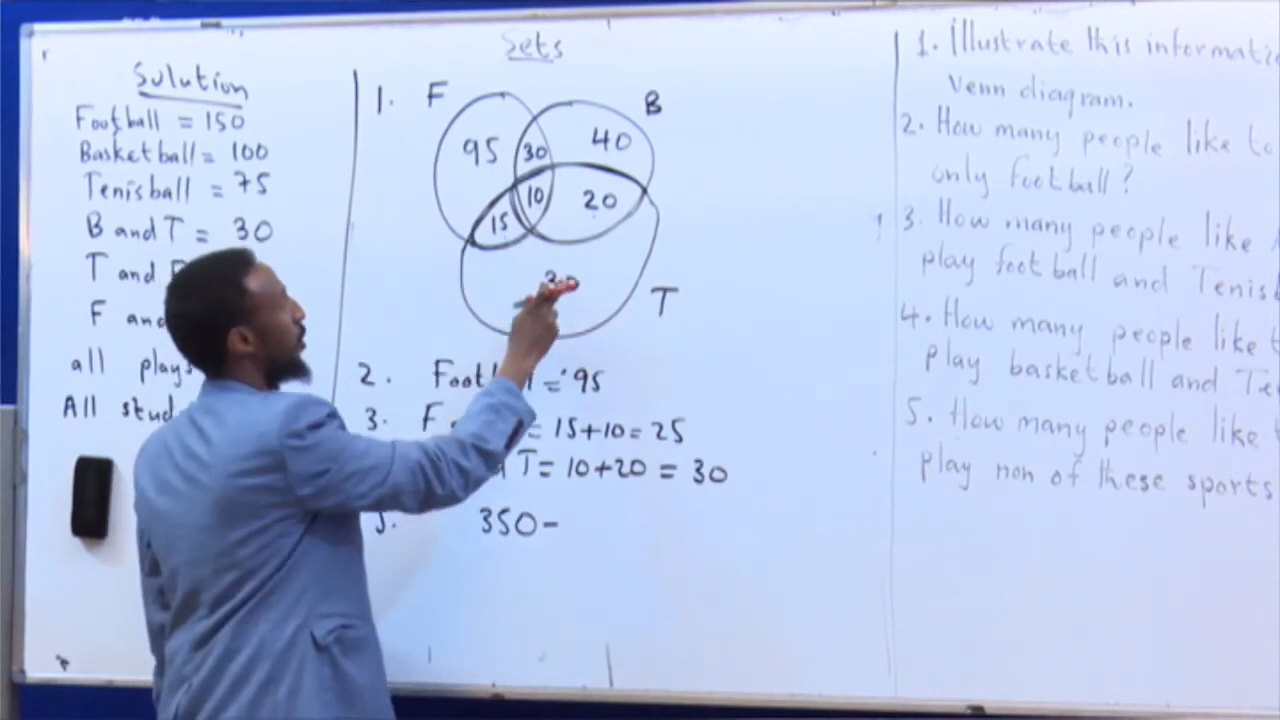 Sets
Solution
Football = 150
Basketball = 100
Tenisball = 75
B and T = 30
T and
F and
all plays
All stud
1. F
B
95
30
40
10
20
15
30
T
2. Foot = 95
3. F = 15+10= 25
T= 10+20 = 30
5. 350-
1. Illustrate this
venn diagram.
2. How many people like to
only football?
3. How many people like
play football and Tenisb
4. How many people like t
play basketball and Te
5. How many people like t
play non of these sports